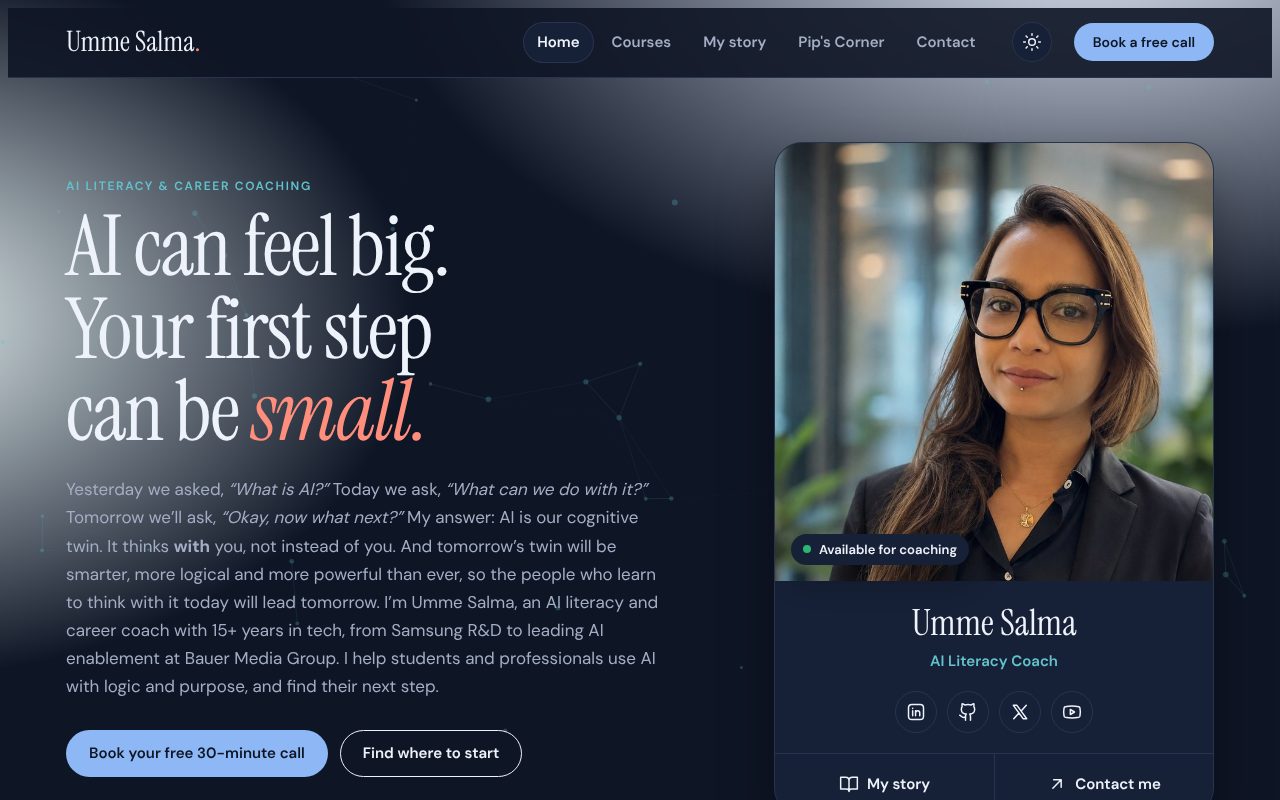 Umme Salma.
Home
Courses
My story
Pip's Corner
Contact
Book a free call
AI LITERACY & CAREER COACHING
AI can feel big.
Your first step
can be small.
Yesterday we asked, “What is AI?” Today we ask, “What can we do with it?”
Tomorrow we’ll ask, “Okay, now what next?” My answer: AI is our cognitive
twin. It thinks with you, not instead of you. And tomorrow’s twin will be
smarter, more logical and more powerful than ever, so the people who learn
to think with it today will lead tomorrow. I’m Umme Salma, an AI literacy and
career coach with 15+ years in tech, from Samsung R&D to leading AI
enablement at Bauer Media Group. I help students and professionals use AI
with logic and purpose, and find their next step.
Book your free 30-minute call
Find where to start
Available for coaching
Umme Salma
AI Literacy Coach
My story
Contact me